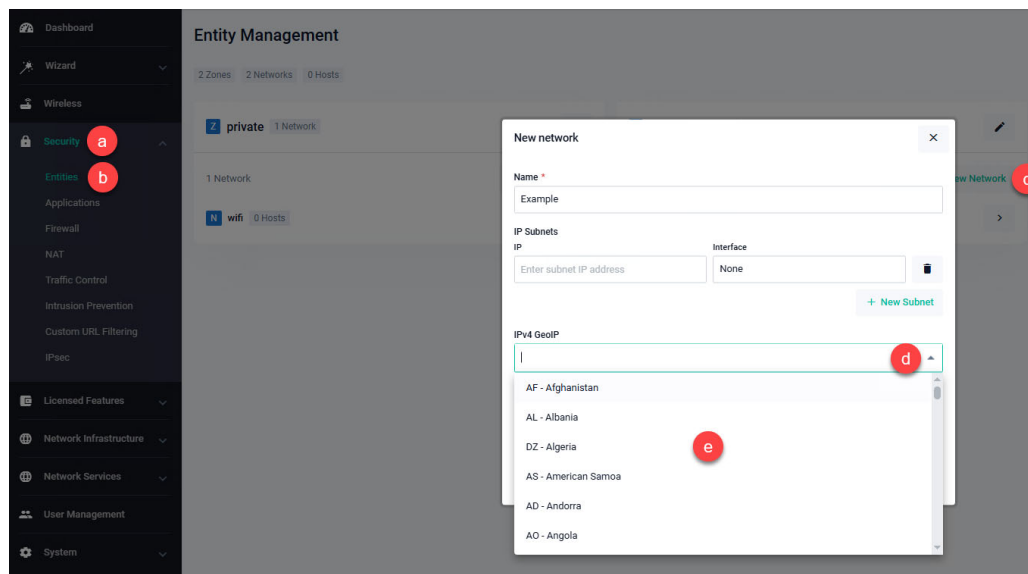 Dashboard
Wizard
Wireless
Security a
Entities b
Applications
Firewall
NAT
Traffic Control
Intrusion Prevention
Custom URL Filtering
IPsec
Licensed Features
Network Infrastructure
Network Services
User Management
System
Entity Management
2 Zones 2 Networks 0 Hosts
Z private 1 Network
1 Network
N wifi 0 Hosts
Network
New network
Name *
Example
IP Subnets
IP Interface
Enter subnet IP address None
+ New Subnet
IPv4 GeoIP
d
AF - Afghanistan
AL - Albania
DZ - Algeria
e
AS - American Samoa
AD - Andorra
AO - Angola